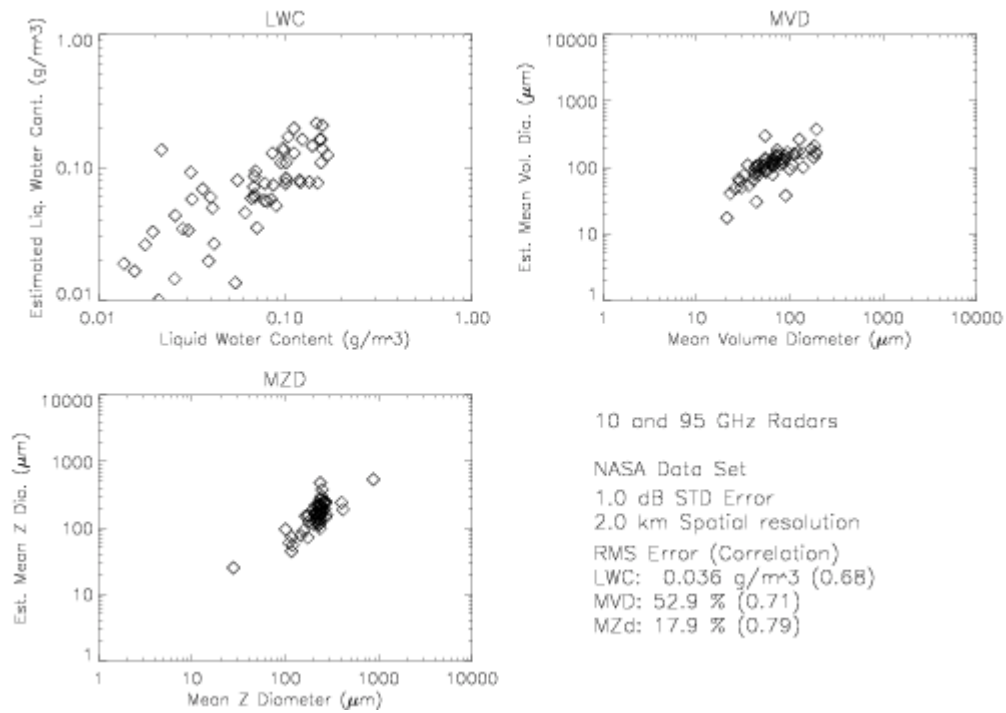 LWC
1.00
0.10
0.01
0.01
0.10
1.00
Estimated Liq. Water Cont. (g/m^3)
Liquid Water Content (g/m^3)
MVD
10000
1000
100
10
1
1
10
100
1000
10000
Est. Mean Vol. Dia. (μm)
Mean Volume Diameter (μm)
MZD
10000
1000
100
10
1
1
10
100
1000
10000
Est. Mean Z Dia. (μm)
Mean Z Diameter (μm)
10 and 95 GHz Radars
NASA Data Set
1.0 dB STD Error
2.0 km Spatial resolution
RMS Error (Correlation)
LWC: 0.036 g/m^3 (0.68)
MVD: 52.9 % (0.71)
MZd: 17.9 % (0.79)